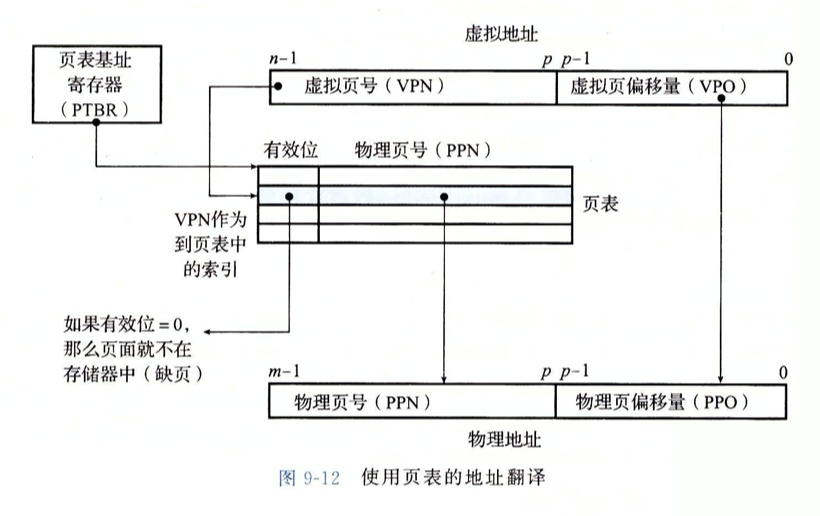 虚拟地址
页表基址
寄存器
（PTBR）
n-1
p p-1
0
虚拟页号（VPN）
虚拟页偏移量（VPO）
有效位
物理页号（PPN）
页表
VPN作为
到页表中
的索引
如果有效位=0，
那么页面就不在
存储器中（缺页）
m-1
p p-1
0
物理页号（PPN）
物理页偏移量（PPO）
物理地址
图 9-12 使用页表的地址翻译